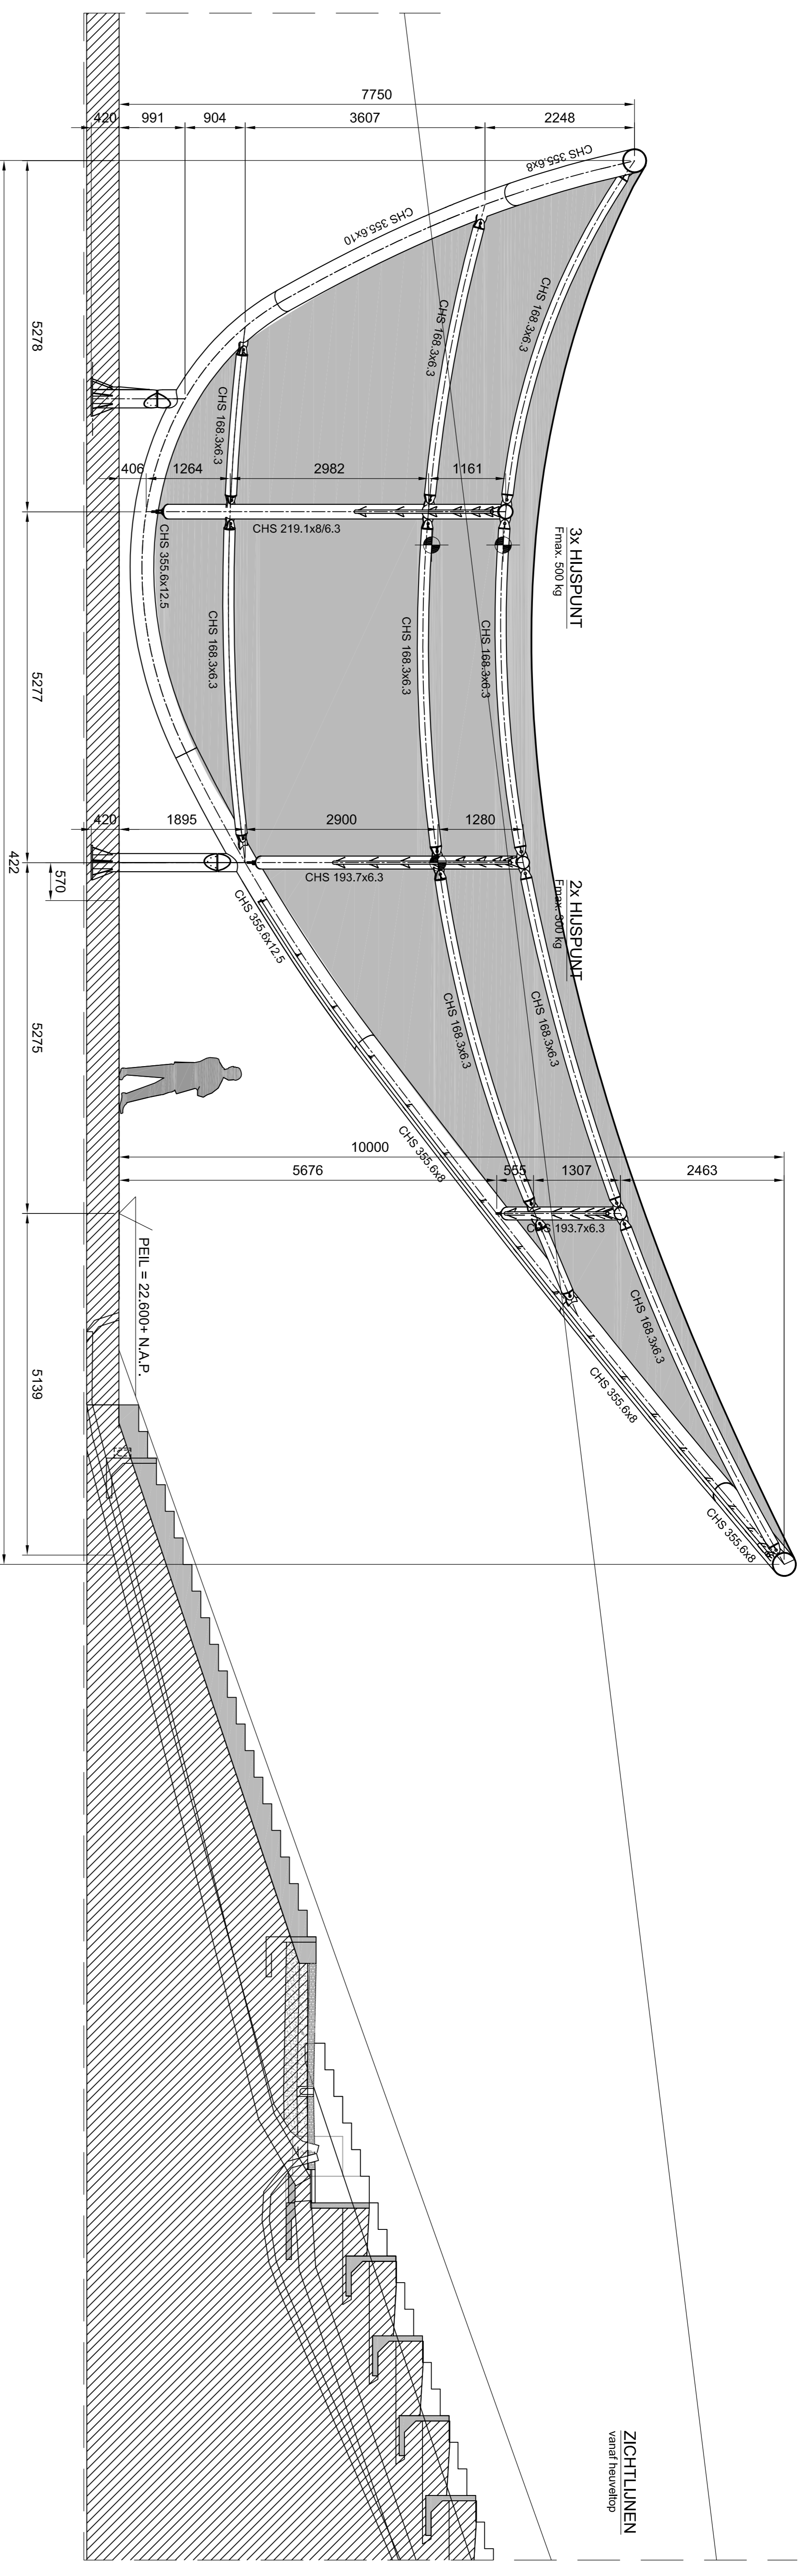 7750
420
991
904
3607
2248
CHS 355.6x8
CHS 355.6x10
CHS 168.3x6.3
CHS 168.3x6.3
CHS 168.3x6.3
5278
406
1264
2982
1161
CHS 219.1x8/6.3
CHS 355.6x12.5
3x HIJSPUNT
Fmax. 500 kg
CHS 168.3x6.3
CHS 168.3x6.3
CHS 168.3x6.3
5277
420
1895
2900
1280
422
570
CHS 193.7x6.3
2x HIJSPUNT
Fmax. 300 kg
CHS 355.6x12.5
CHS 168.3x6.3
CHS 168.3x6.3
5275
10000
5676
555
1307
2463
CHS 355.6x8
CHS 193.7x6.3
PEIL = 22.600+ N.A.P.
CHS 168.3x6.3
CHS 355.6x8
5139
CHS 355.6x8
ZICHTLIJNEN
vanaf heuveltop